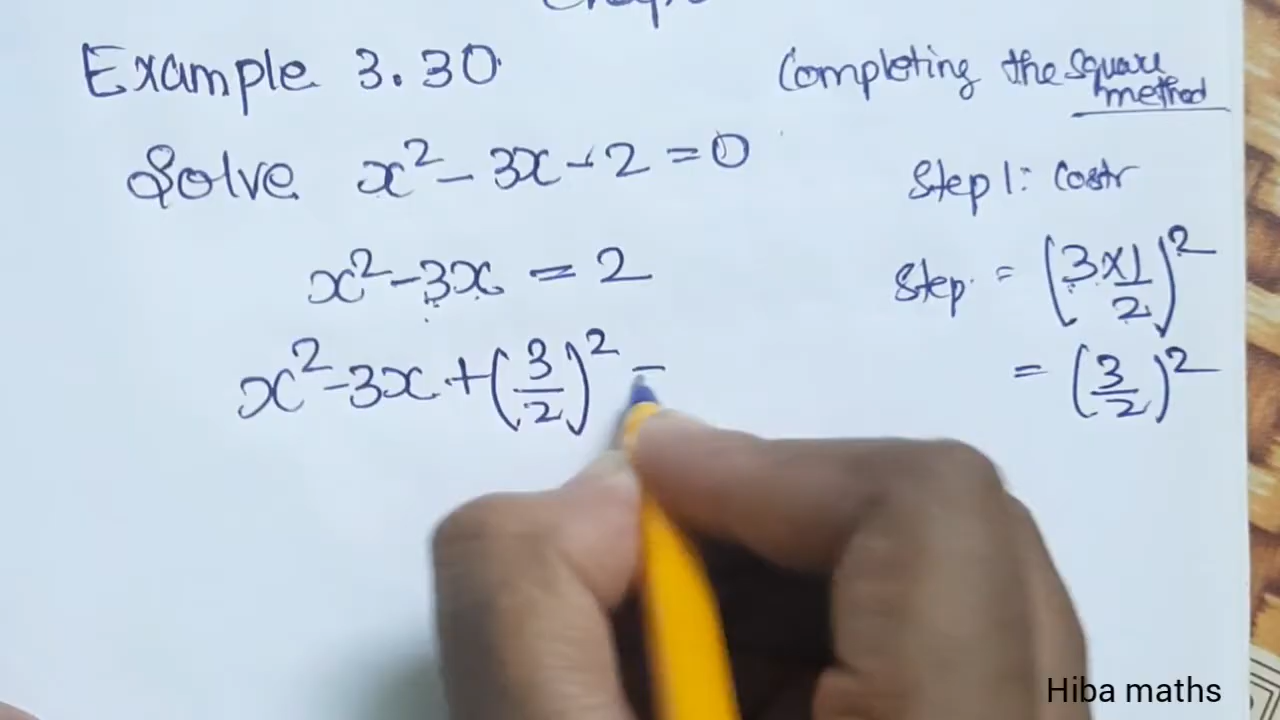 Example 3.30
Completing the square method
Solve x² - 3x - 2 = 0
Step 1: Costr
x² - 3x = 2
Step = (3 × 1/2)²
x² - 3x + (3/2)² =
= (3/2)²
Hiba maths